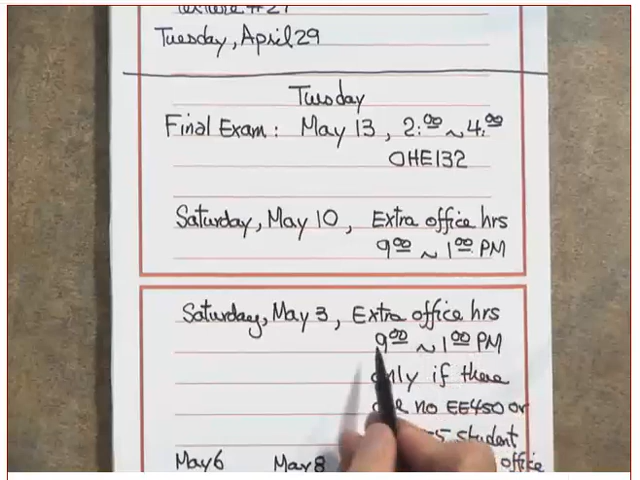 Lecture #27
Tuesday, April 29
Tuesday
Final Exam: May 13, 2:00 ~ 4:00
OHE132
Saturday, May 10, Extra office hrs
9:00 ~ 1:00 PM
Saturday, May 3, Extra office hrs
9:00 ~ 1:00 PM
only if there
no EE450 or
student
May 6 May 8 office